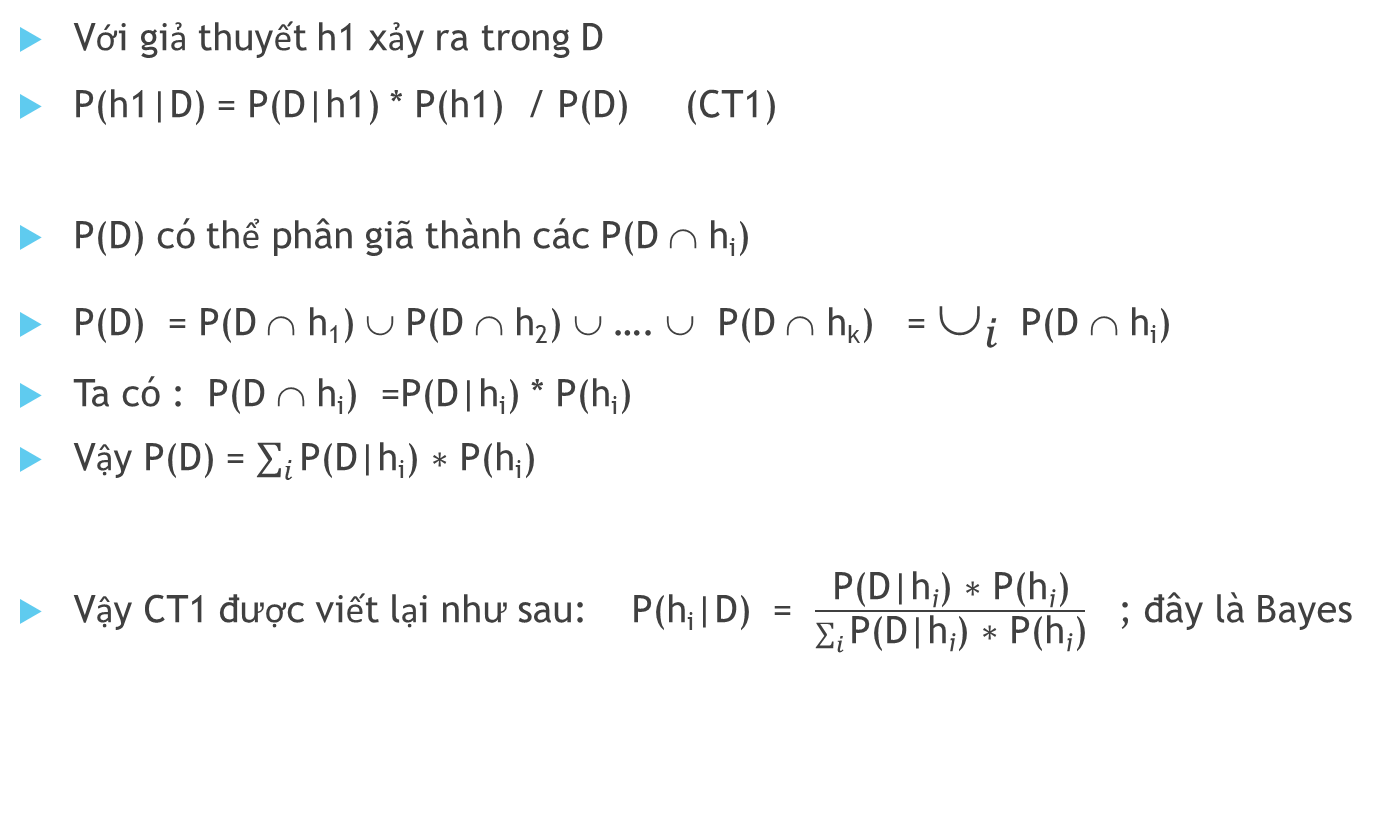 Với giả thuyết h1 xảy ra trong D
P(h1|D) = P(D|h1) * P(h1) / P(D) (CT1)
P(D) có thể phân giã thành các P(D ∩ hᵢ)
P(D) = P(D ∩ h₁) ∪ P(D ∩ h₂) ∪ .... ∪ P(D ∩ hₖ) = ∪ᵢ P(D ∩ hᵢ)
Ta có : P(D ∩ hᵢ) =P(D|hᵢ) * P(hᵢ)
Vậy P(D) = ∑ᵢ P(D|hᵢ) ∗ P(hᵢ)
Vậy CT1 được viết lại như sau: P(hᵢ|D) = P(D|hᵢ) ∗ P(hᵢ) / ∑ᵢ P(D|hᵢ) ∗ P(hᵢ) ; đây là Bayes